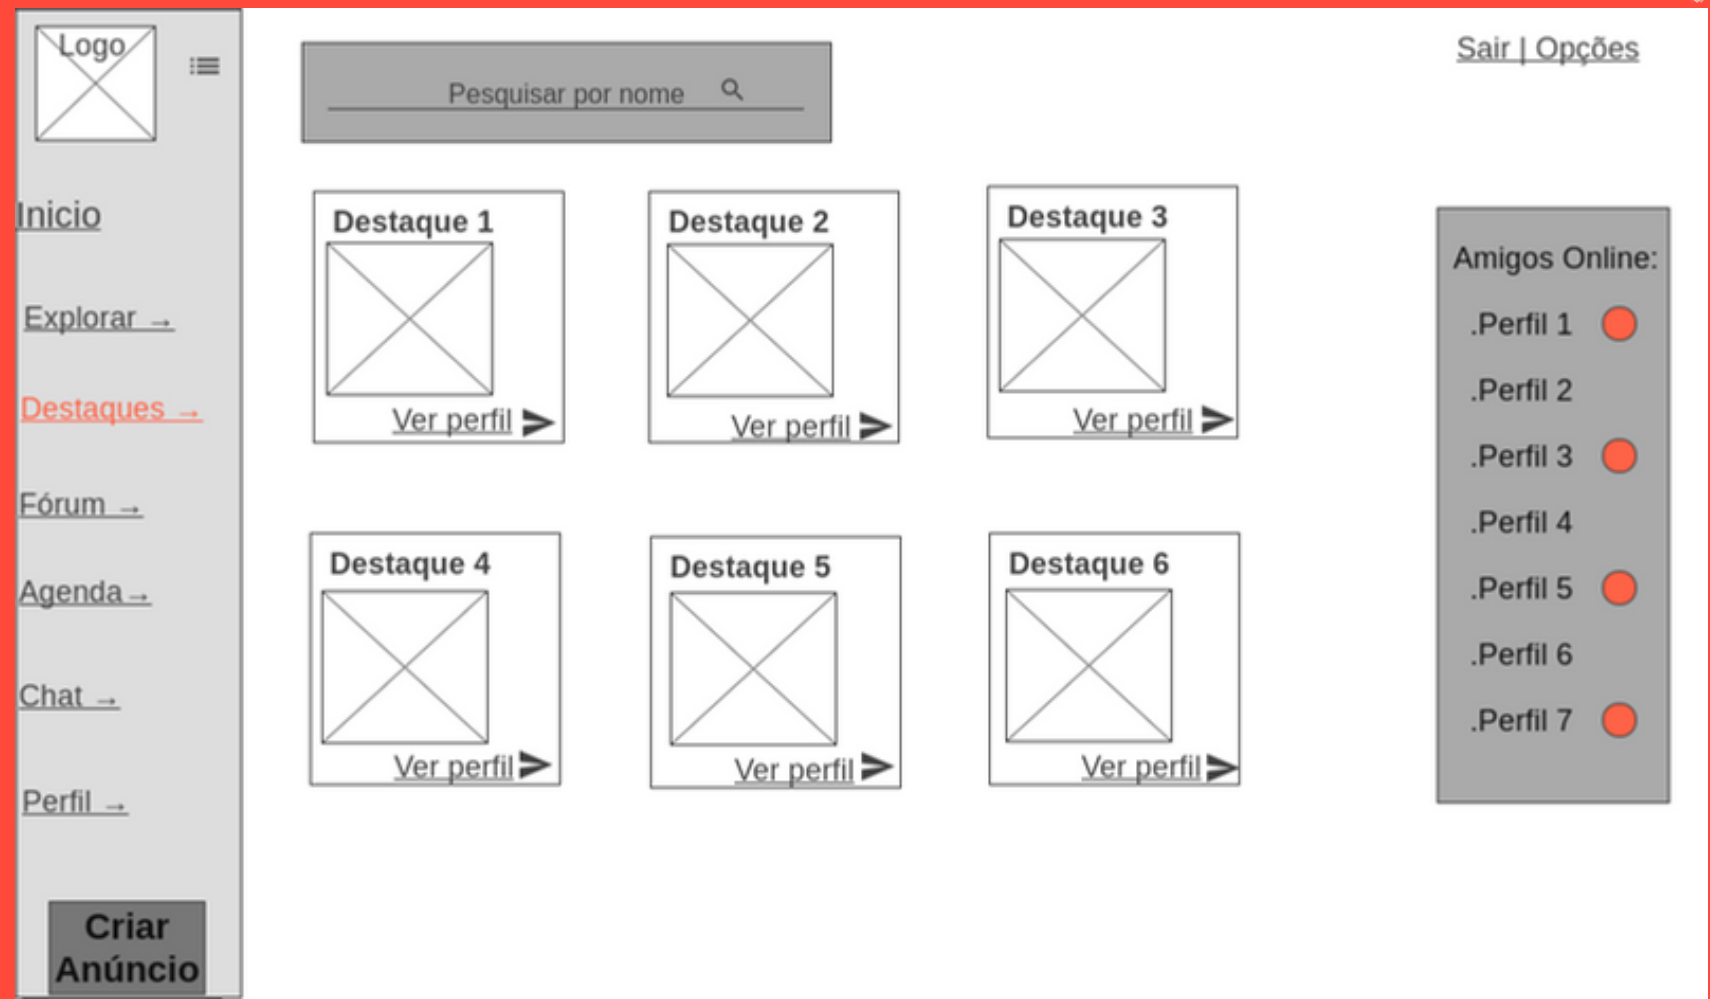 Logo
Inicio
Explorar →
Destaques →
Fórum →
Agenda→
Chat →
Perfil →
Criar
Anúncio
Pesquisar por nome
Sair | Opções
Destaque 1
Ver perfil
Destaque 2
Ver perfil
Destaque 3
Ver perfil
Destaque 4
Ver perfil
Destaque 5
Ver perfil
Destaque 6
Ver perfil
Amigos Online:
.Perfil 1
.Perfil 2
.Perfil 3
.Perfil 4
.Perfil 5
.Perfil 6
.Perfil 7